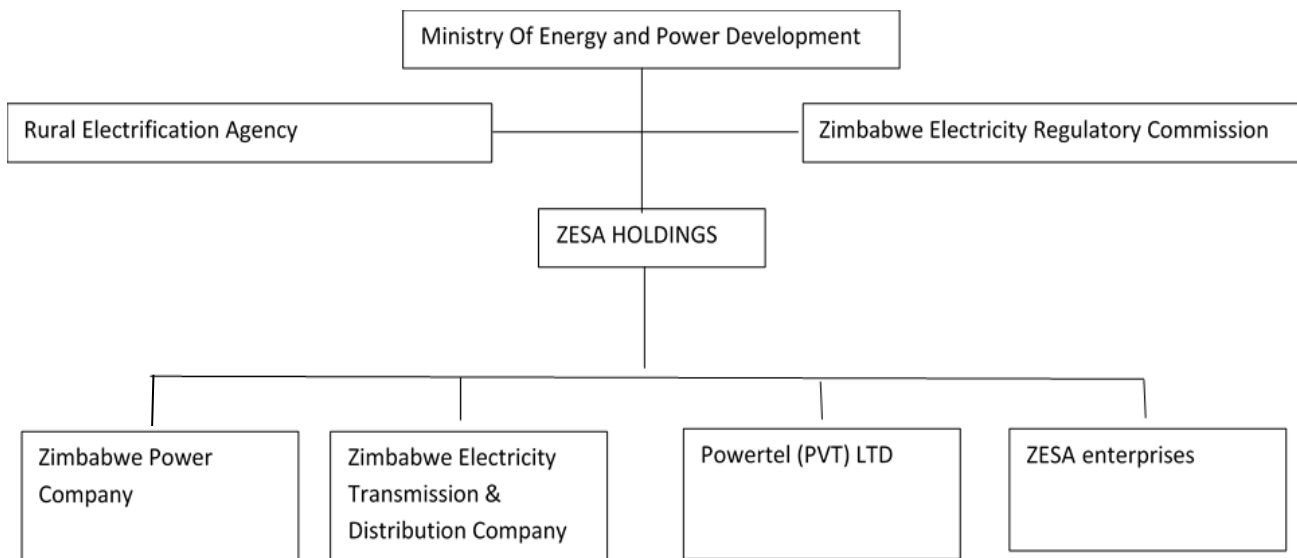 Ministry Of Energy and Power Development
Rural Electrification Agency
Zimbabwe Electricity Regulatory Commission
ZESA HOLDINGS
Zimbabwe Power
Company
Zimbabwe Electricity
Transmission &
Distribution Company
Powertel (PVT) LTD
ZESA enterprises